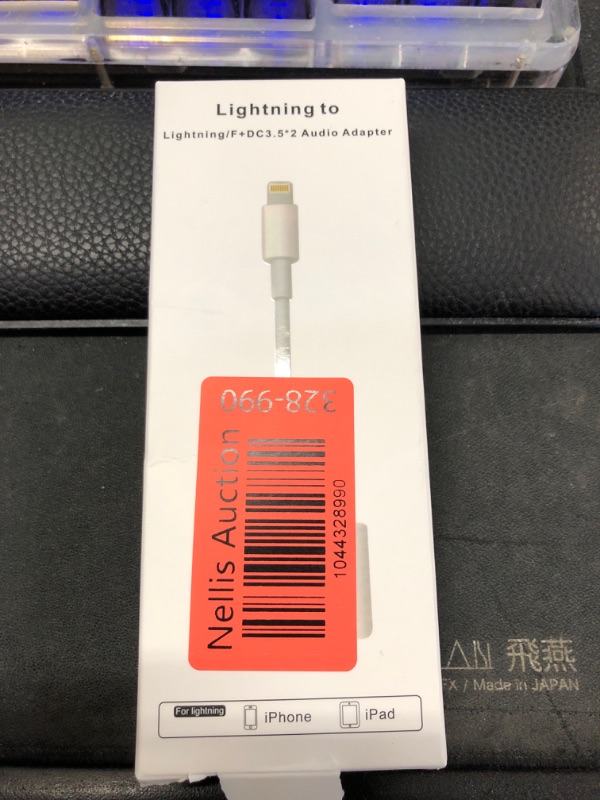 Lightning to
Lightning/F+DC3.5*2 Audio Adapter
328-990
Nellis Auction
1044328990
For lightning
iPhone
iPad
飛燕
/ Made in JAPAN